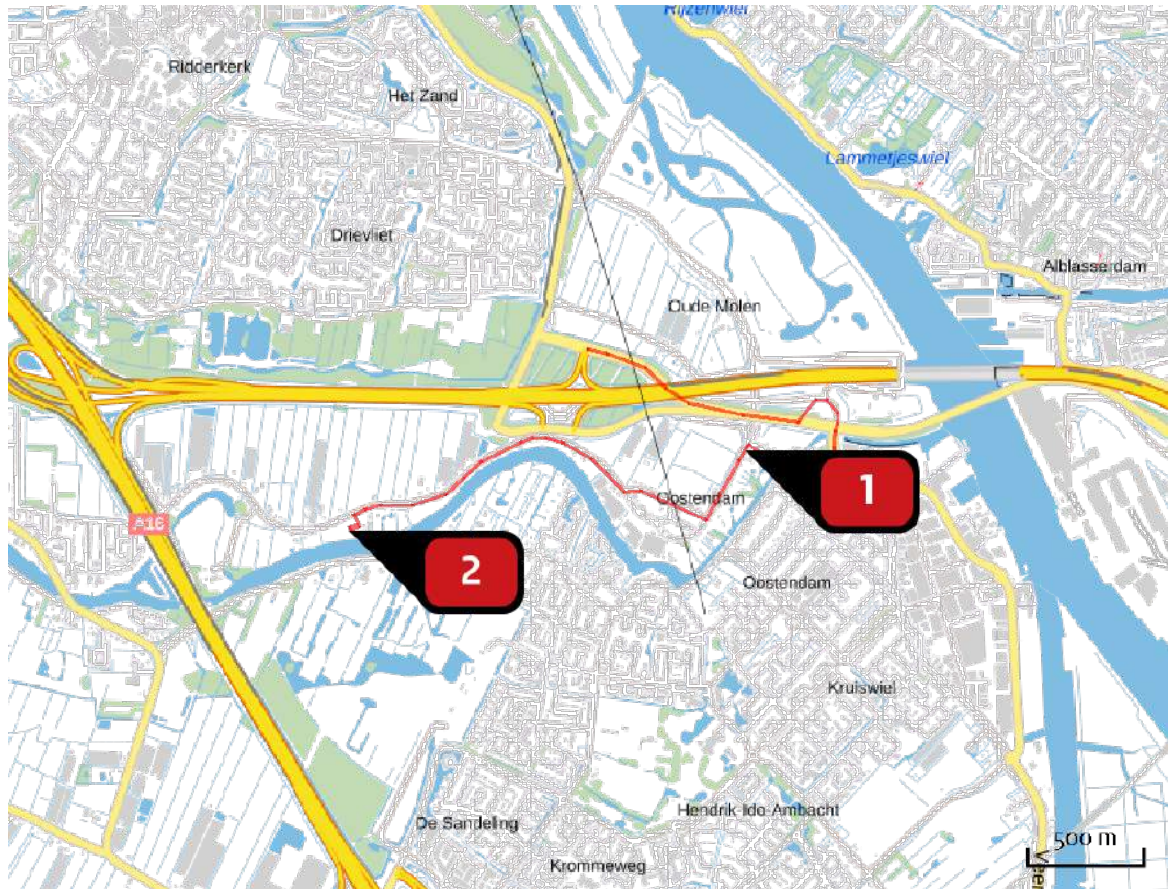 Rijzenwiel
Ridderkerk
Het Zand
Lammetjeswiel
Drievliet
Alblasserdam
Oude Molen
1
Oostendam
A16
2
Oostendam
Kruiswiel
Hendrik-Ido-Ambacht
De Sandeling
500 m
Krommeweg